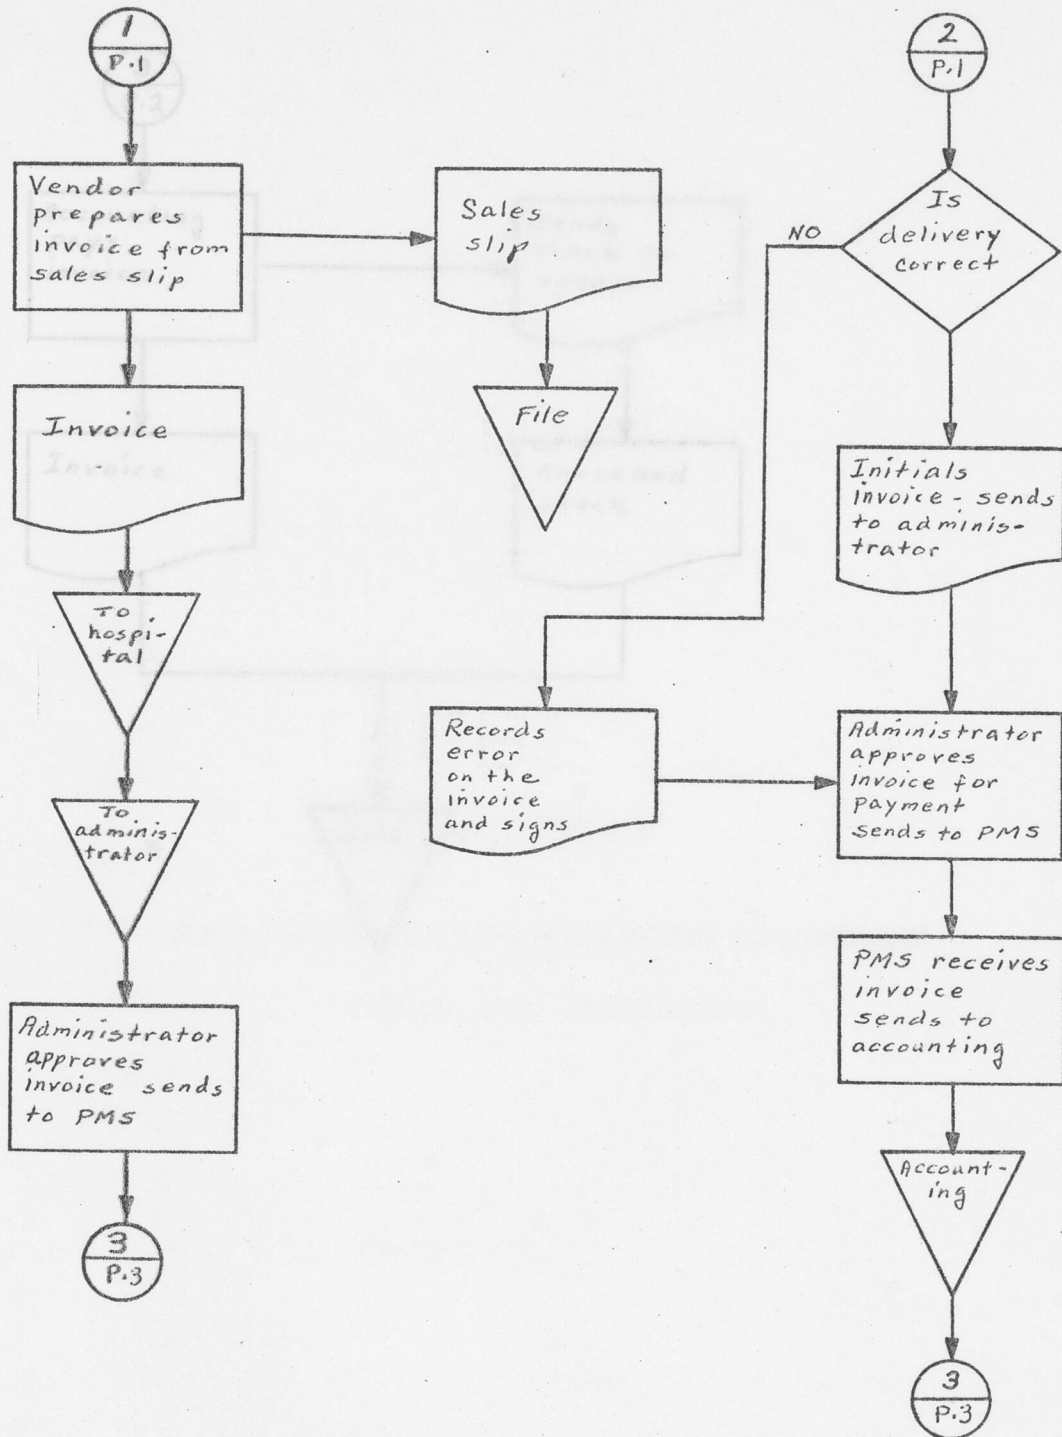 1
P.1
Vendor
prepares
invoice from
sales slip
Sales
slip
File
Invoice
To
hospi-
tal
To
adminis-
trator
Administrator
approves
invoice sends
to PMS
3
P.3
2
P.1
Is
delivery
correct
NO
Initials
invoice - sends
to adminis-
trator
Records
error
on the
invoice
and signs
Administrator
approves
invoice for
payment
sends to PMS
PMS receives
invoice
sends to
accounting
Account-
ing
3
P.3
Invoice